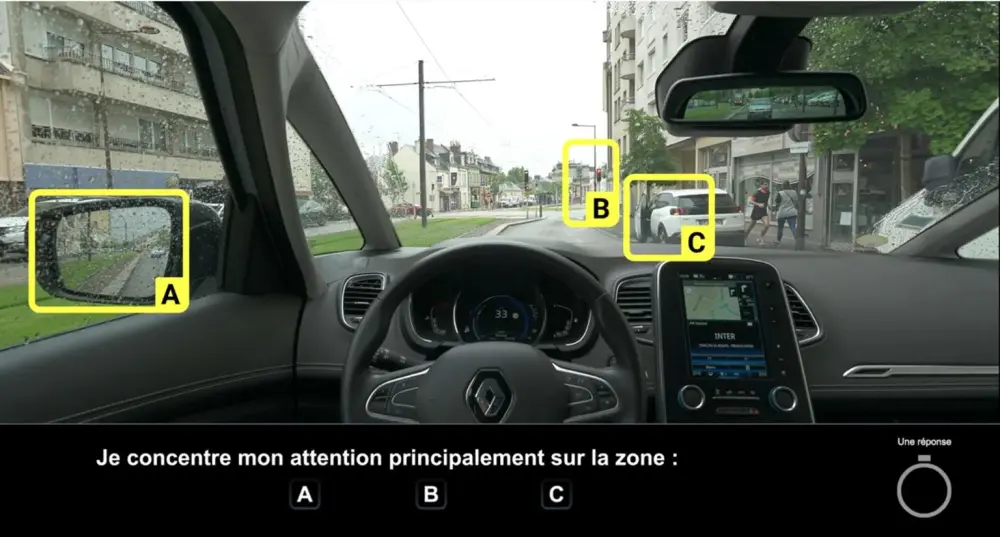 A
B
C
33
INTER
Je concentre mon attention principalement sur la zone :
A B C
Une réponse